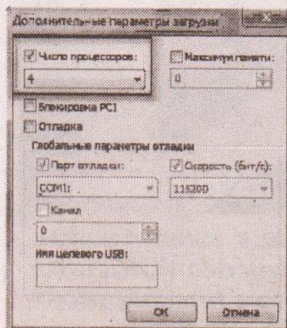 Дополнительные параметры загрузки
Число процессоров:
Максимум памяти:
4
0
Блокировка PCI
Отладка
Глобальные параметры отладки
Порт отладки:
Скорость (бит/с):
COM1:
115200
Канал
0
Имя целевого USB:
ОК
Отмена